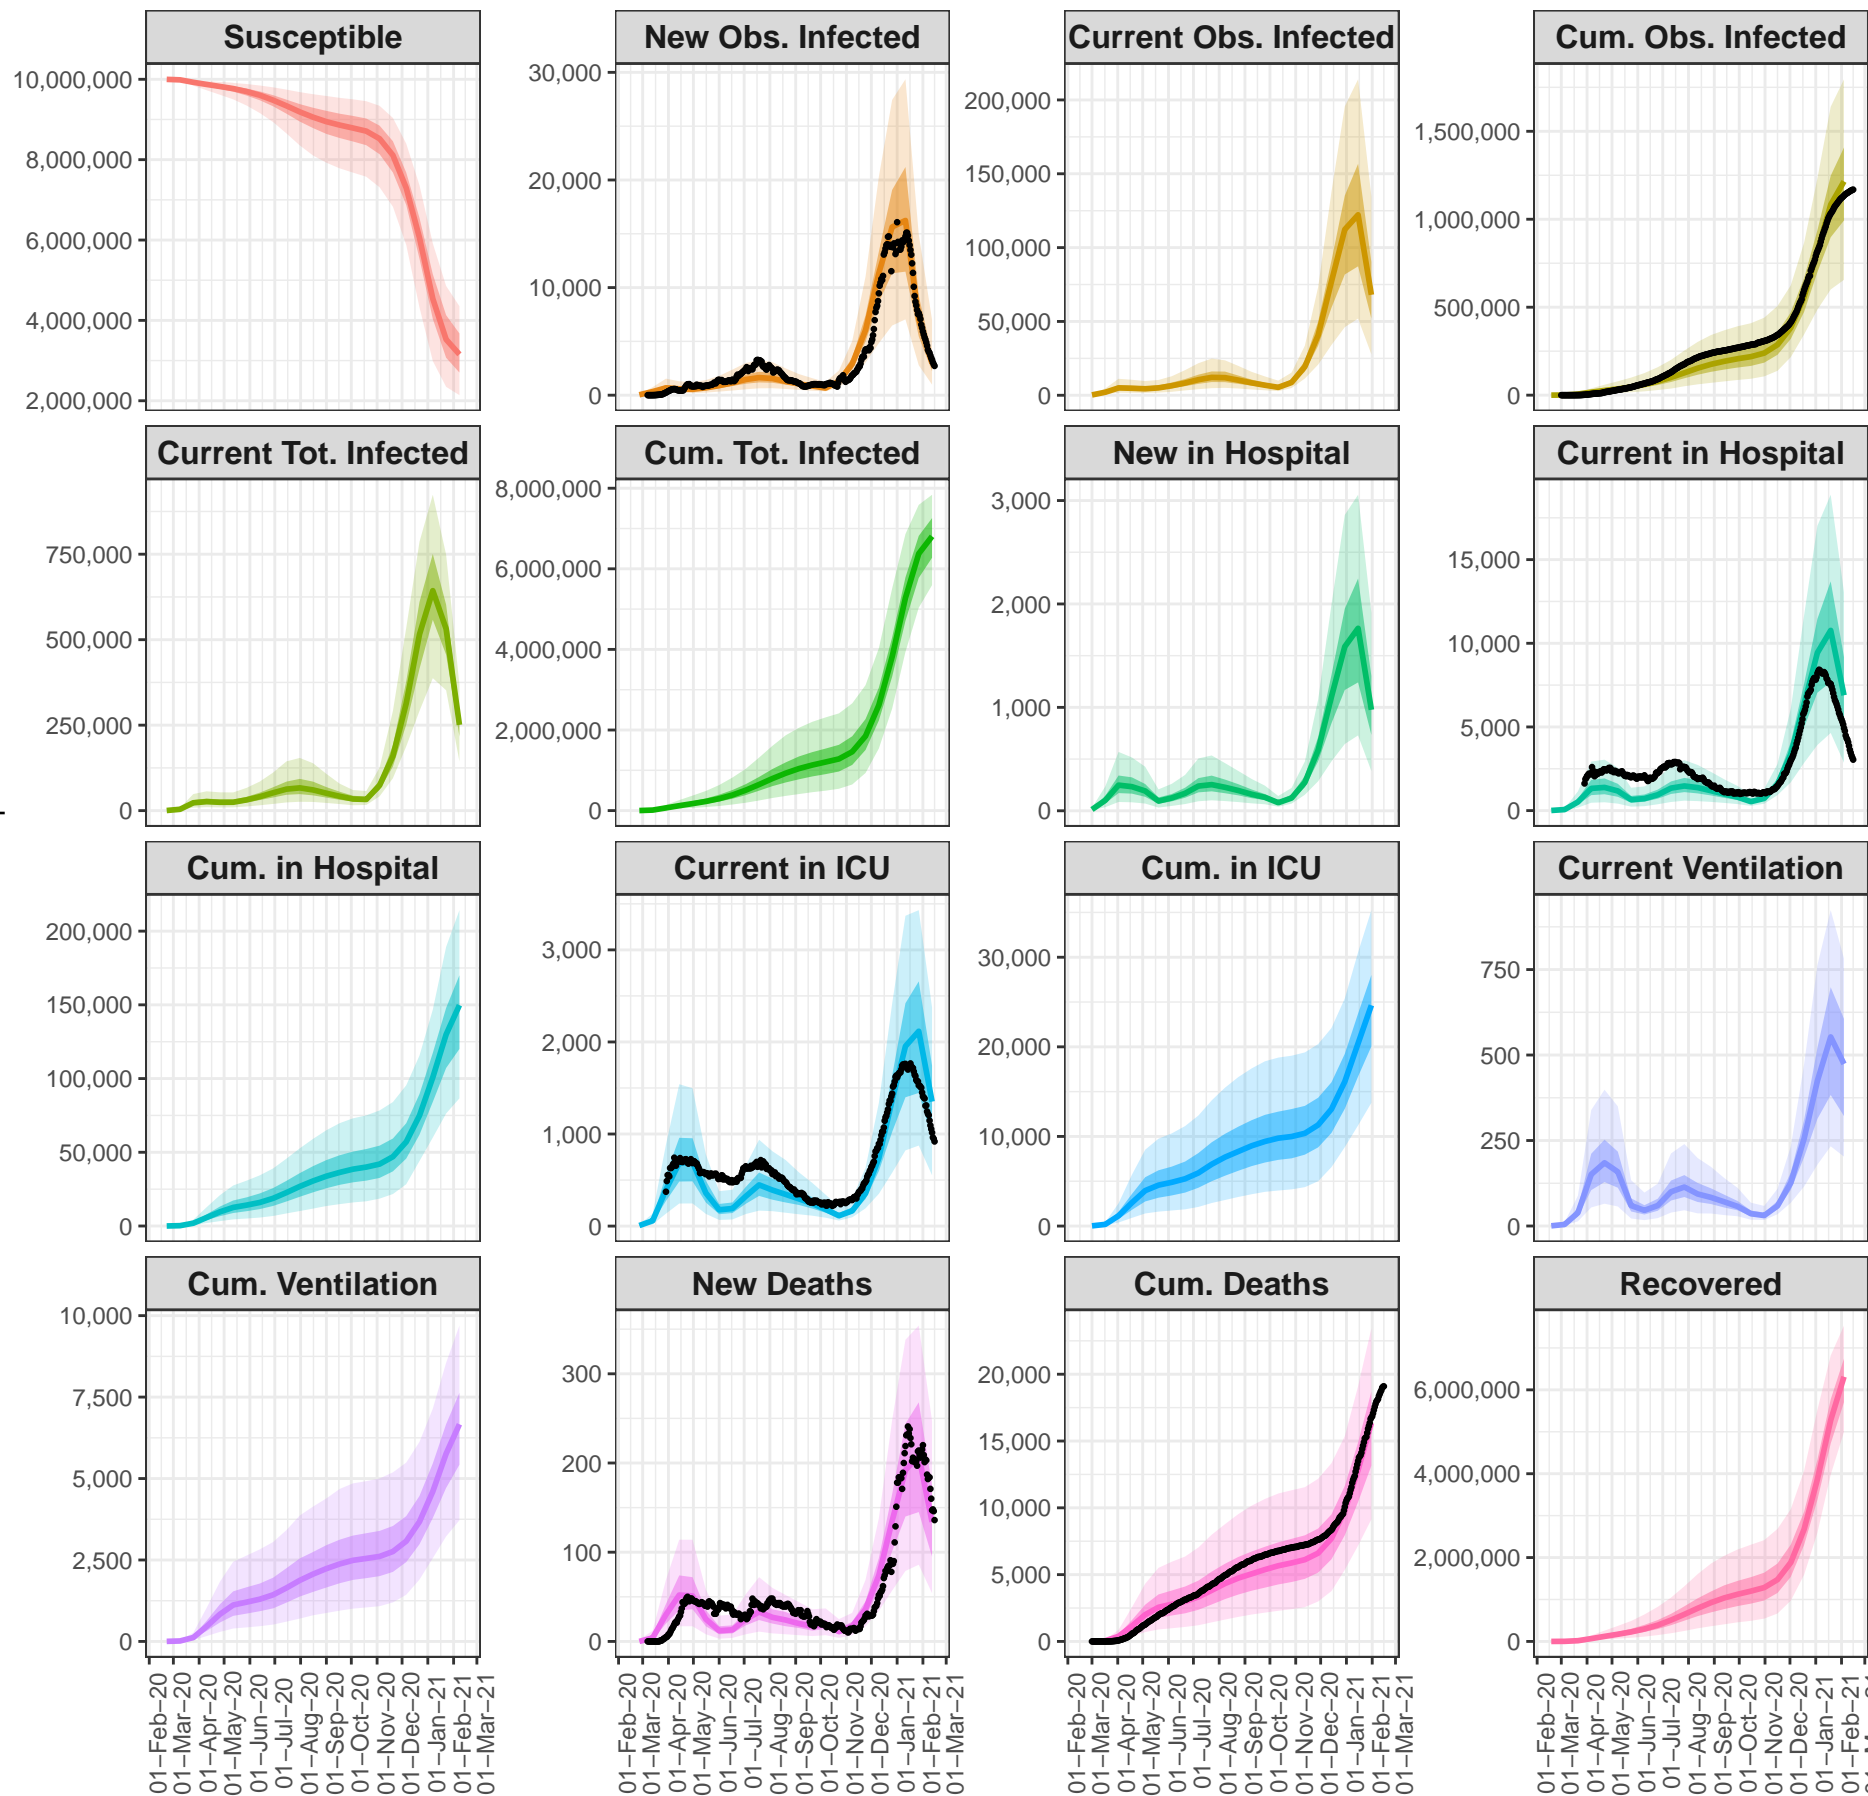 Susceptible New Obs. Infected Current Obs. Infected Cum. Obs. Infected
10,000,000
8,000,000
6,000,000
4,000,000
2,000,000
30,000
20,000
10,000
0
200,000
150,000
100,000
50,000
0
1,500,000
1,000,000
500,000
0
Current Tot. Infected Cum. Tot. Infected New in Hospital Current in Hospital
750,000
500,000
250,000
0
8,000,000
6,000,000
4,000,000
2,000,000
0
3,000
2,000
1,000
0
15,000
10,000
5,000
0
Cum. in Hospital Current in ICU Cum. in ICU Current Ventilation
200,000
150,000
100,000
50,000
0
3,000
2,000
1,000
0
30,000
20,000
10,000
0
750
500
250
0
Cum. Ventilation New Deaths Cum. Deaths Recovered
10,000
7,500
5,000
2,500
0
300
200
100
0
20,000
15,000
10,000
5,000
0
6,000,000
4,000,000
2,000,000
0
01–Feb–20
01–Mar–20
01–Apr–20
01–May–20
01–Jun–20
01–Jul–20
01–Aug–20
01–Sep–20
01–Oct–20
01–Nov–20
01–Dec–20
01–Jan–21
01–Feb–21
01–Mar–21
01–Feb–20
01–Mar–20
01–Apr–20
01–May–20
01–Jun–20
01–Jul–20
01–Aug–20
01–Sep–20
01–Oct–20
01–Nov–20
01–Dec–20
01–Jan–21
01–Feb–21
01–Mar–21
01–Feb–20
01–Mar–20
01–Apr–20
01–May–20
01–Jun–20
01–Jul–20
01–Aug–20
01–Sep–20
01–Oct–20
01–Nov–20
01–Dec–20
01–Jan–21
01–Feb–21
01–Mar–21
01–Feb–20
01–Mar–20
01–Apr–20
01–May–20
01–Jun–20
01–Jul–20
01–Aug–20
01–Sep–20
01–Oct–20
01–Nov–20
01–Dec–20
01–Jan–21
01–Feb–21